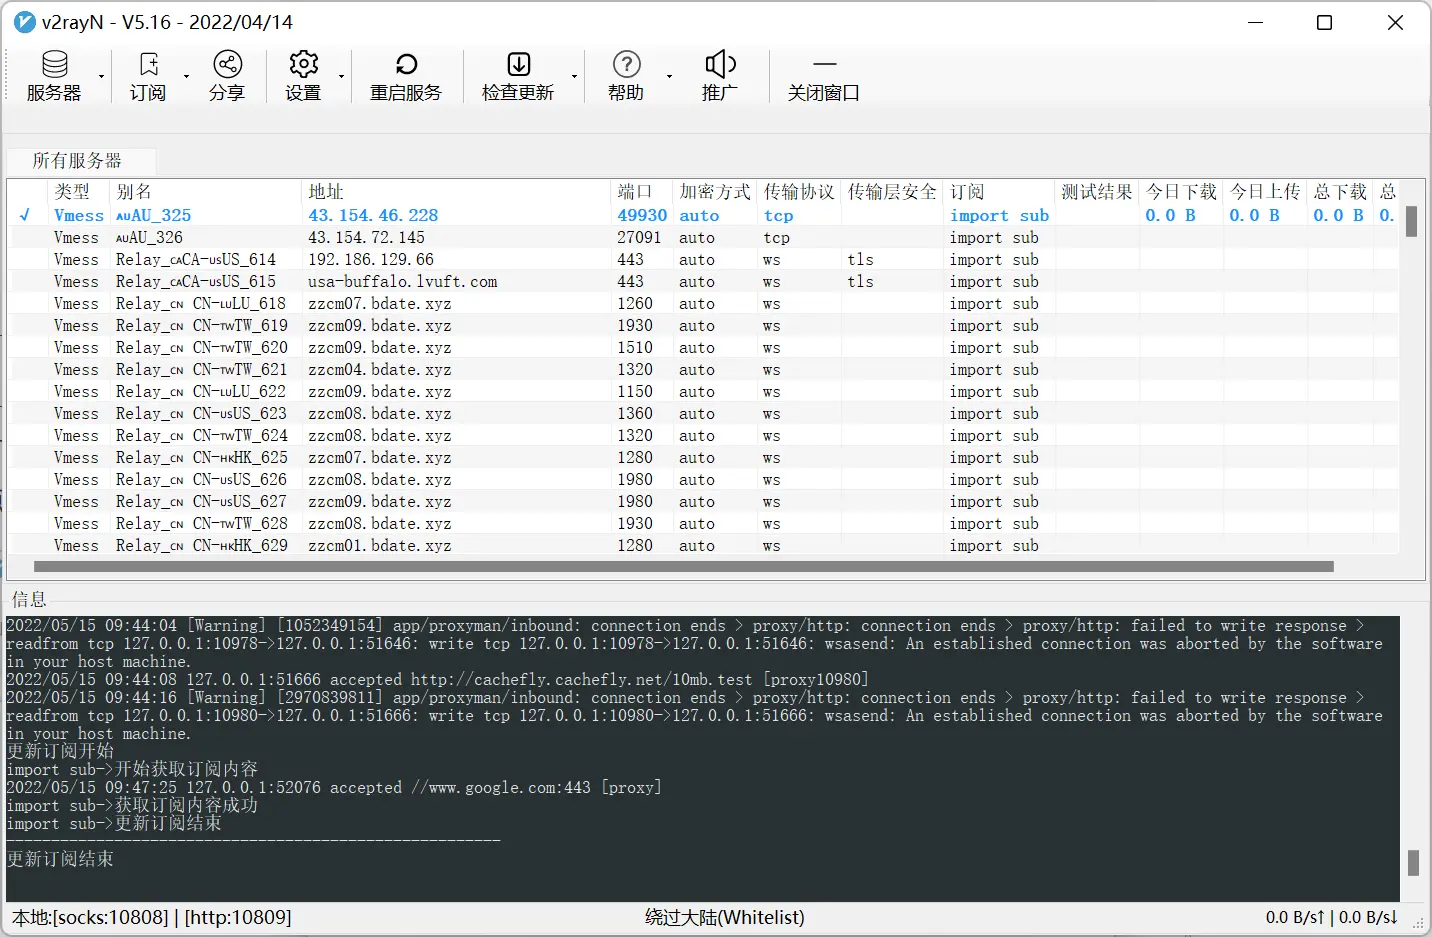 v2rayN - V5.16 - 2022/04/14
服务器 订阅 分享 设置 重启服务 检查更新 帮助 推广 关闭窗口
所有服务器
类型 别名 地址 端口 加密方式 传输协议 传输层安全 订阅 测试结果 今日下载 今日上传 总下载 总
√ Vmess AUAU_325 43.154.46.228 49930 auto tcp import sub 0.0 B 0.0 B 0.0 B 0.
Vmess AUAU_326 43.154.72.145 27091 auto tcp import sub
Vmess Relay_CACA-USUS_614 192.186.129.66 443 auto ws tls import sub
Vmess Relay_CACA-USUS_615 usa-buffalo.lvuft.com 443 auto ws tls import sub
Vmess Relay_CN CN-LULU_618 zzcm07.bdate.xyz 1260 auto ws import sub
Vmess Relay_CN CN-TWTW_619 zzcm09.bdate.xyz 1930 auto ws import sub
Vmess Relay_CN CN-TWTW_620 zzcm09.bdate.xyz 1510 auto ws import sub
Vmess Relay_CN CN-TWTW_621 zzcm04.bdate.xyz 1320 auto ws import sub
Vmess Relay_CN CN-LULU_622 zzcm09.bdate.xyz 1150 auto ws import sub
Vmess Relay_CN CN-USUS_623 zzcm08.bdate.xyz 1360 auto ws import sub
Vmess Relay_CN CN-TWTW_624 zzcm08.bdate.xyz 1320 auto ws import sub
Vmess Relay_CN CN-HKHK_625 zzcm07.bdate.xyz 1280 auto ws import sub
Vmess Relay_CN CN-USUS_626 zzcm08.bdate.xyz 1980 auto ws import sub
Vmess Relay_CN CN-USUS_627 zzcm09.bdate.xyz 1980 auto ws import sub
Vmess Relay_CN CN-TWTW_628 zzcm08.bdate.xyz 1930 auto ws import sub
Vmess Relay_CN CN-HKHK_629 zzcm01.bdate.xyz 1280 auto ws import sub
信息
2022/05/15 09:44:04 [Warning] [1052349154] app/proxyman/inbound: connection ends > proxy/http: connection ends > proxy/http: failed to write response >
readfrom tcp 127.0.0.1:10978->127.0.0.1:51646: write tcp 127.0.0.1:10978->127.0.0.1:51646: wsasend: An established connection was aborted by the software
in your host machine.
2022/05/15 09:44:08 127.0.0.1:51666 accepted http://cachefly.cachefly.net/10mb.test [proxy10980]
2022/05/15 09:44:16 [Warning] [2970839811] app/proxyman/inbound: connection ends > proxy/http: connection ends > proxy/http: failed to write response >
readfrom tcp 127.0.0.1:10980->127.0.0.1:51666: write tcp 127.0.0.1:10980->127.0.0.1:51666: wsasend: An established connection was aborted by the software
in your host machine.
更新订阅开始
import sub->开始获取订阅内容
2022/05/15 09:47:25 127.0.0.1:52076 accepted //www.google.com:443 [proxy]
import sub->获取订阅内容成功
import sub->更新订阅结束
-------------------------------------------------------
更新订阅结束
本地:[socks:10808] | [http:10809] 绕过大陆(Whitelist) 0.0 B/s↑ | 0.0 B/s↓